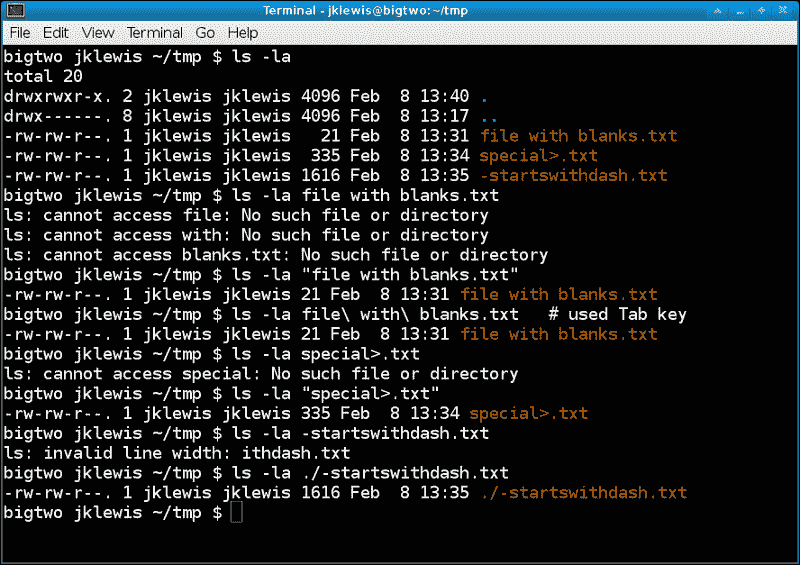 Terminal - jklewis@bigtwo:~/tmp
File Edit View Terminal Go Help
bigtwo jklewis ~/tmp $ ls -la
total 20
drwxrwxr-x. 2 jklewis jklewis 4096 Feb  8 13:40 .
drwx------. 8 jklewis jklewis 4096 Feb  8 13:17 ..
-rw-rw-r--. 1 jklewis jklewis   21 Feb  8 13:31 file with blanks.txt
-rw-rw-r--. 1 jklewis jklewis  335 Feb  8 13:34 special>.txt
-rw-rw-r--. 1 jklewis jklewis 1616 Feb  8 13:35 -startswithdash.txt
bigtwo jklewis ~/tmp $ ls -la file with blanks.txt
ls: cannot access file: No such file or directory
ls: cannot access with: No such file or directory
ls: cannot access blanks.txt: No such file or directory
bigtwo jklewis ~/tmp $ ls -la "file with blanks.txt"
-rw-rw-r--. 1 jklewis jklewis 21 Feb  8 13:31 file with blanks.txt
bigtwo jklewis ~/tmp $ ls -la file\ with\ blanks.txt   # used Tab key
-rw-rw-r--. 1 jklewis jklewis 21 Feb  8 13:31 file with blanks.txt
bigtwo jklewis ~/tmp $ ls -la special>.txt
ls: cannot access special: No such file or directory
bigtwo jklewis ~/tmp $ ls -la "special>.txt"
-rw-rw-r--. 1 jklewis jklewis 335 Feb  8 13:34 special>.txt
bigtwo jklewis ~/tmp $ ls -la -startswithdash.txt
ls: invalid line width: ithdash.txt
bigtwo jklewis ~/tmp $ ls -la ./-startswithdash.txt
-rw-rw-r--. 1 jklewis jklewis 1616 Feb  8 13:35 ./-startswithdash.txt
bigtwo jklewis ~/tmp $